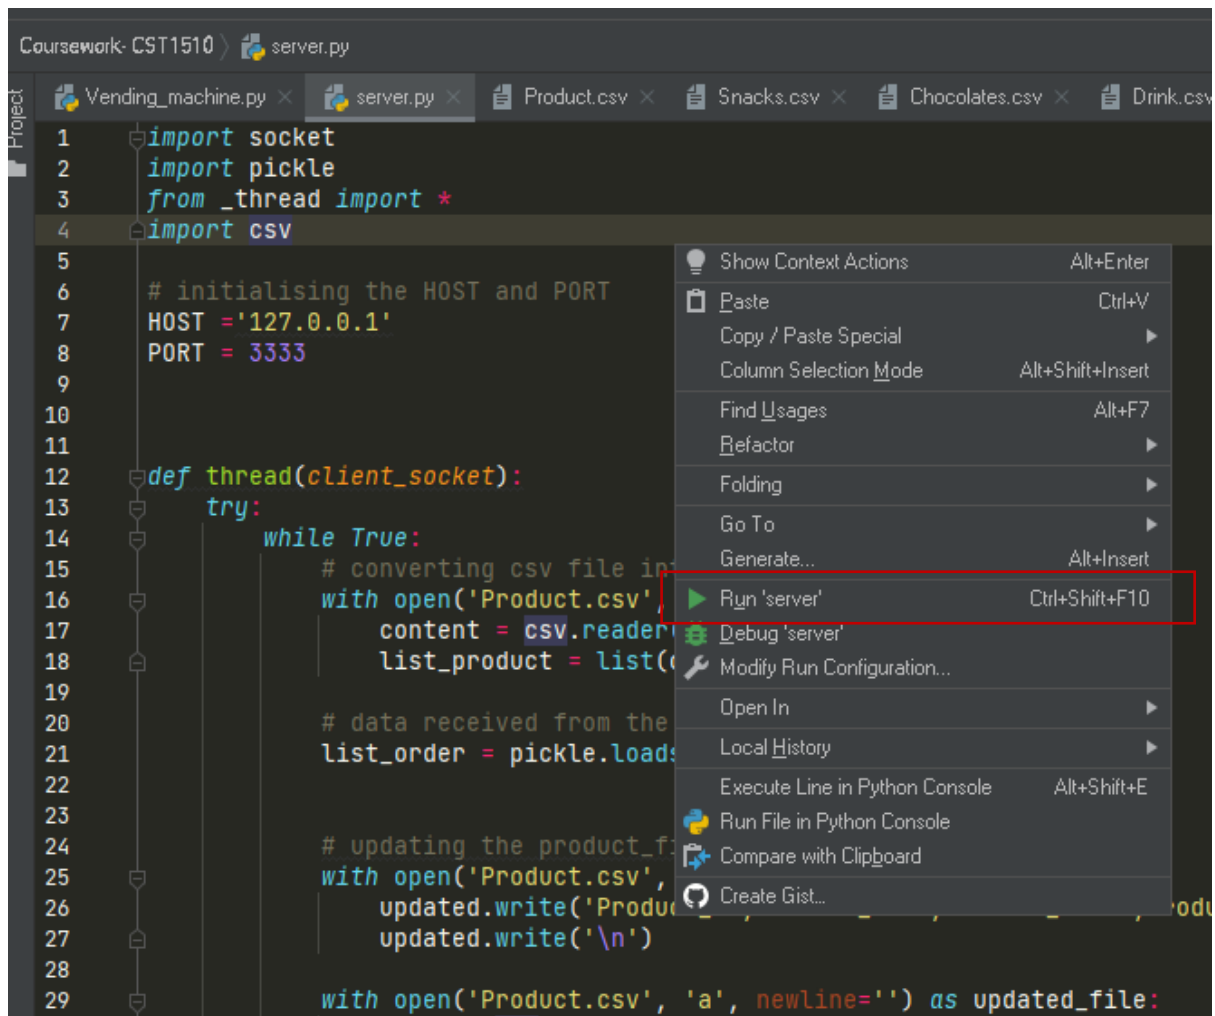 Coursework- CST1510 server.py
Project
Vending_machine.py server.py Product.csv Snacks.csv Chocolates.csv Drink.csv
1 import socket
2 import pickle
3 from _thread import *
4 import csv
5
6 # initialising the HOST and PORT
7 HOST ='127.0.0.1'
8 PORT = 3333
9
10
11
12 def thread(client_socket):
13 try:
14 while True:
15 # converting csv file in
16 with open('Product.csv',
17 content = csv.reader
18 list_product = list(
19
20 # data received from the
21 list_order = pickle.loads
22
23
24 # updating the product_f
25 with open('Product.csv',
26 updated.write('Produ
27 updated.write('\n')
28
29 with open('Product.csv', 'a', newline='') as updated_file:
Show Context Actions Alt+Enter
Paste Ctrl+V
Copy / Paste Special
Column Selection Mode Alt+Shift+Insert
Find Usages Alt+F7
Refactor
Folding
Go To
Generate... Alt+Insert
Run 'server' Ctrl+Shift+F10
Debug 'server'
Modify Run Configuration...
Open In
Local History
Execute Line in Python Console Alt+Shift+E
Run File in Python Console
Compare with Clipboard
Create Gist...